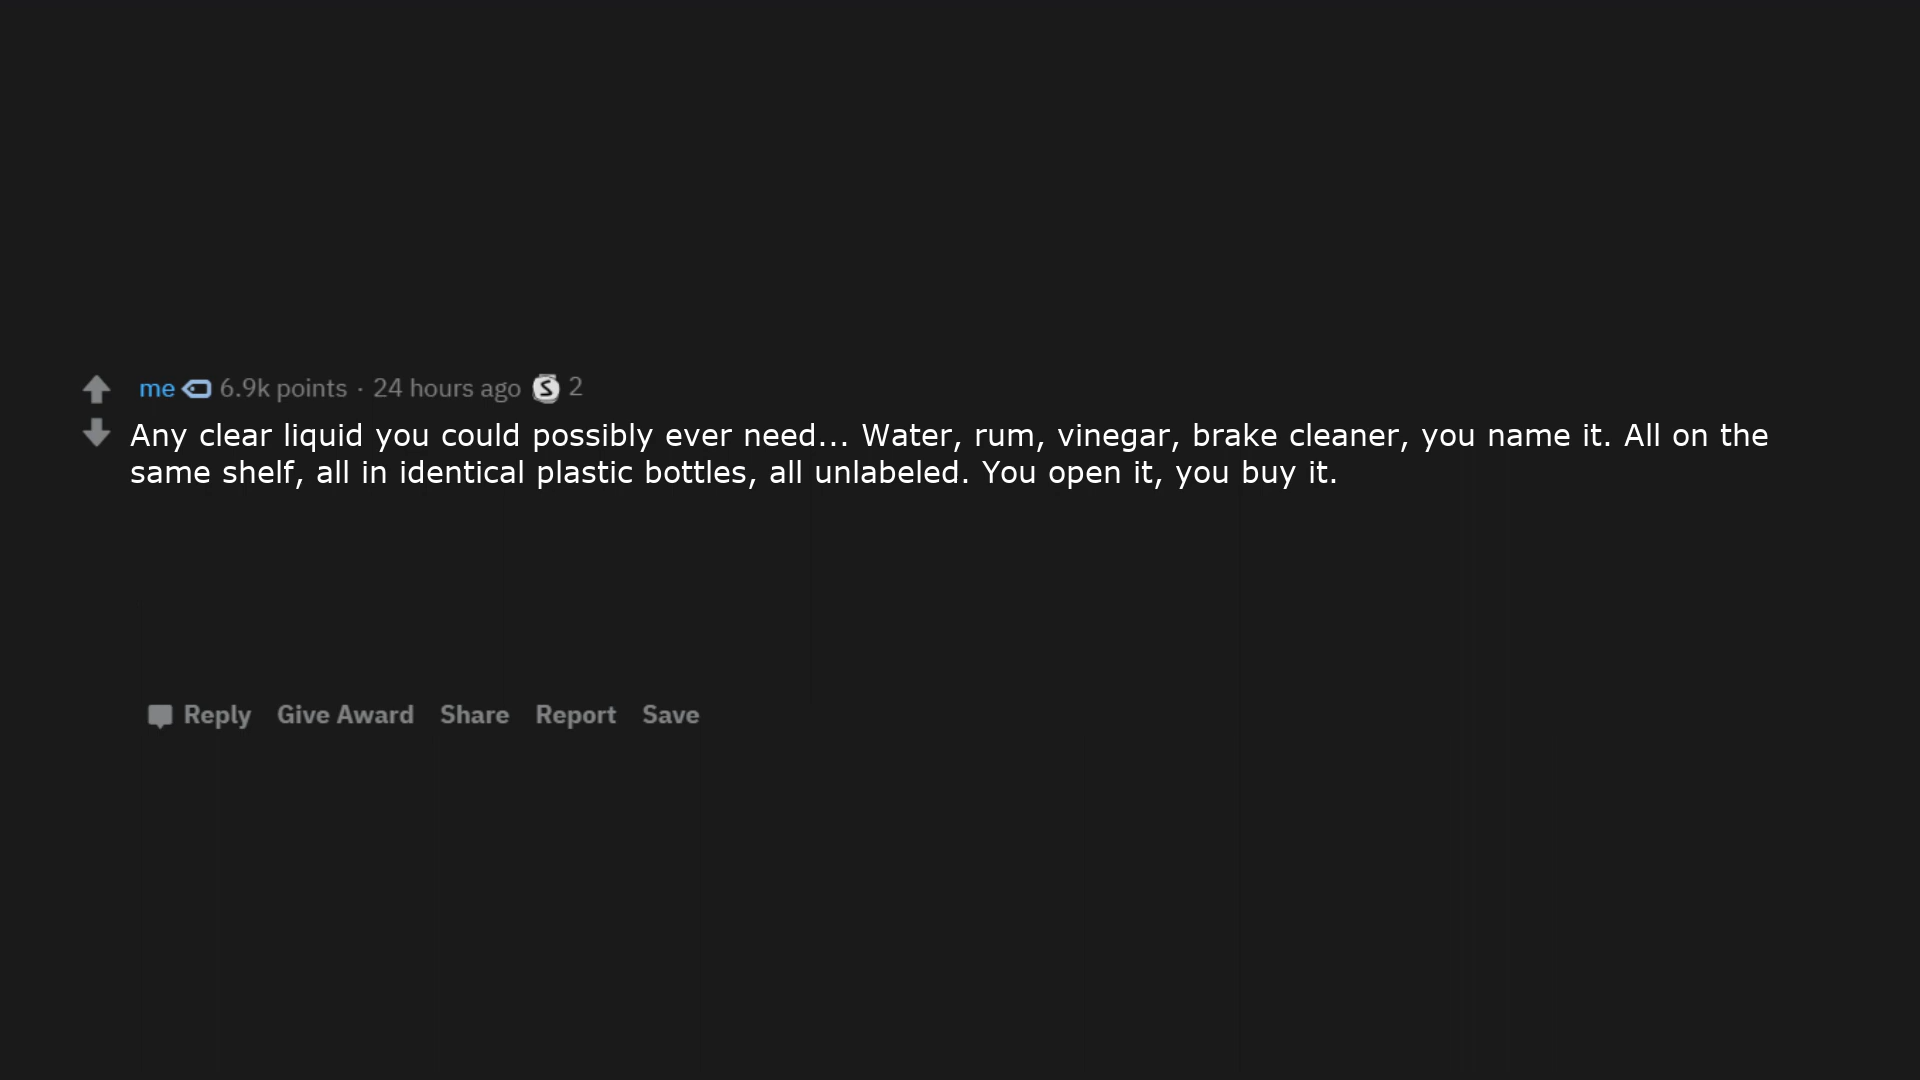 me 6.9k points · 24 hours ago S 2
Any clear liquid you could possibly ever need... Water, rum, vinegar, brake cleaner, you name it. All on the
same shelf, all in identical plastic bottles, all unlabeled. You open it, you buy it.
Reply Give Award Share Report Save